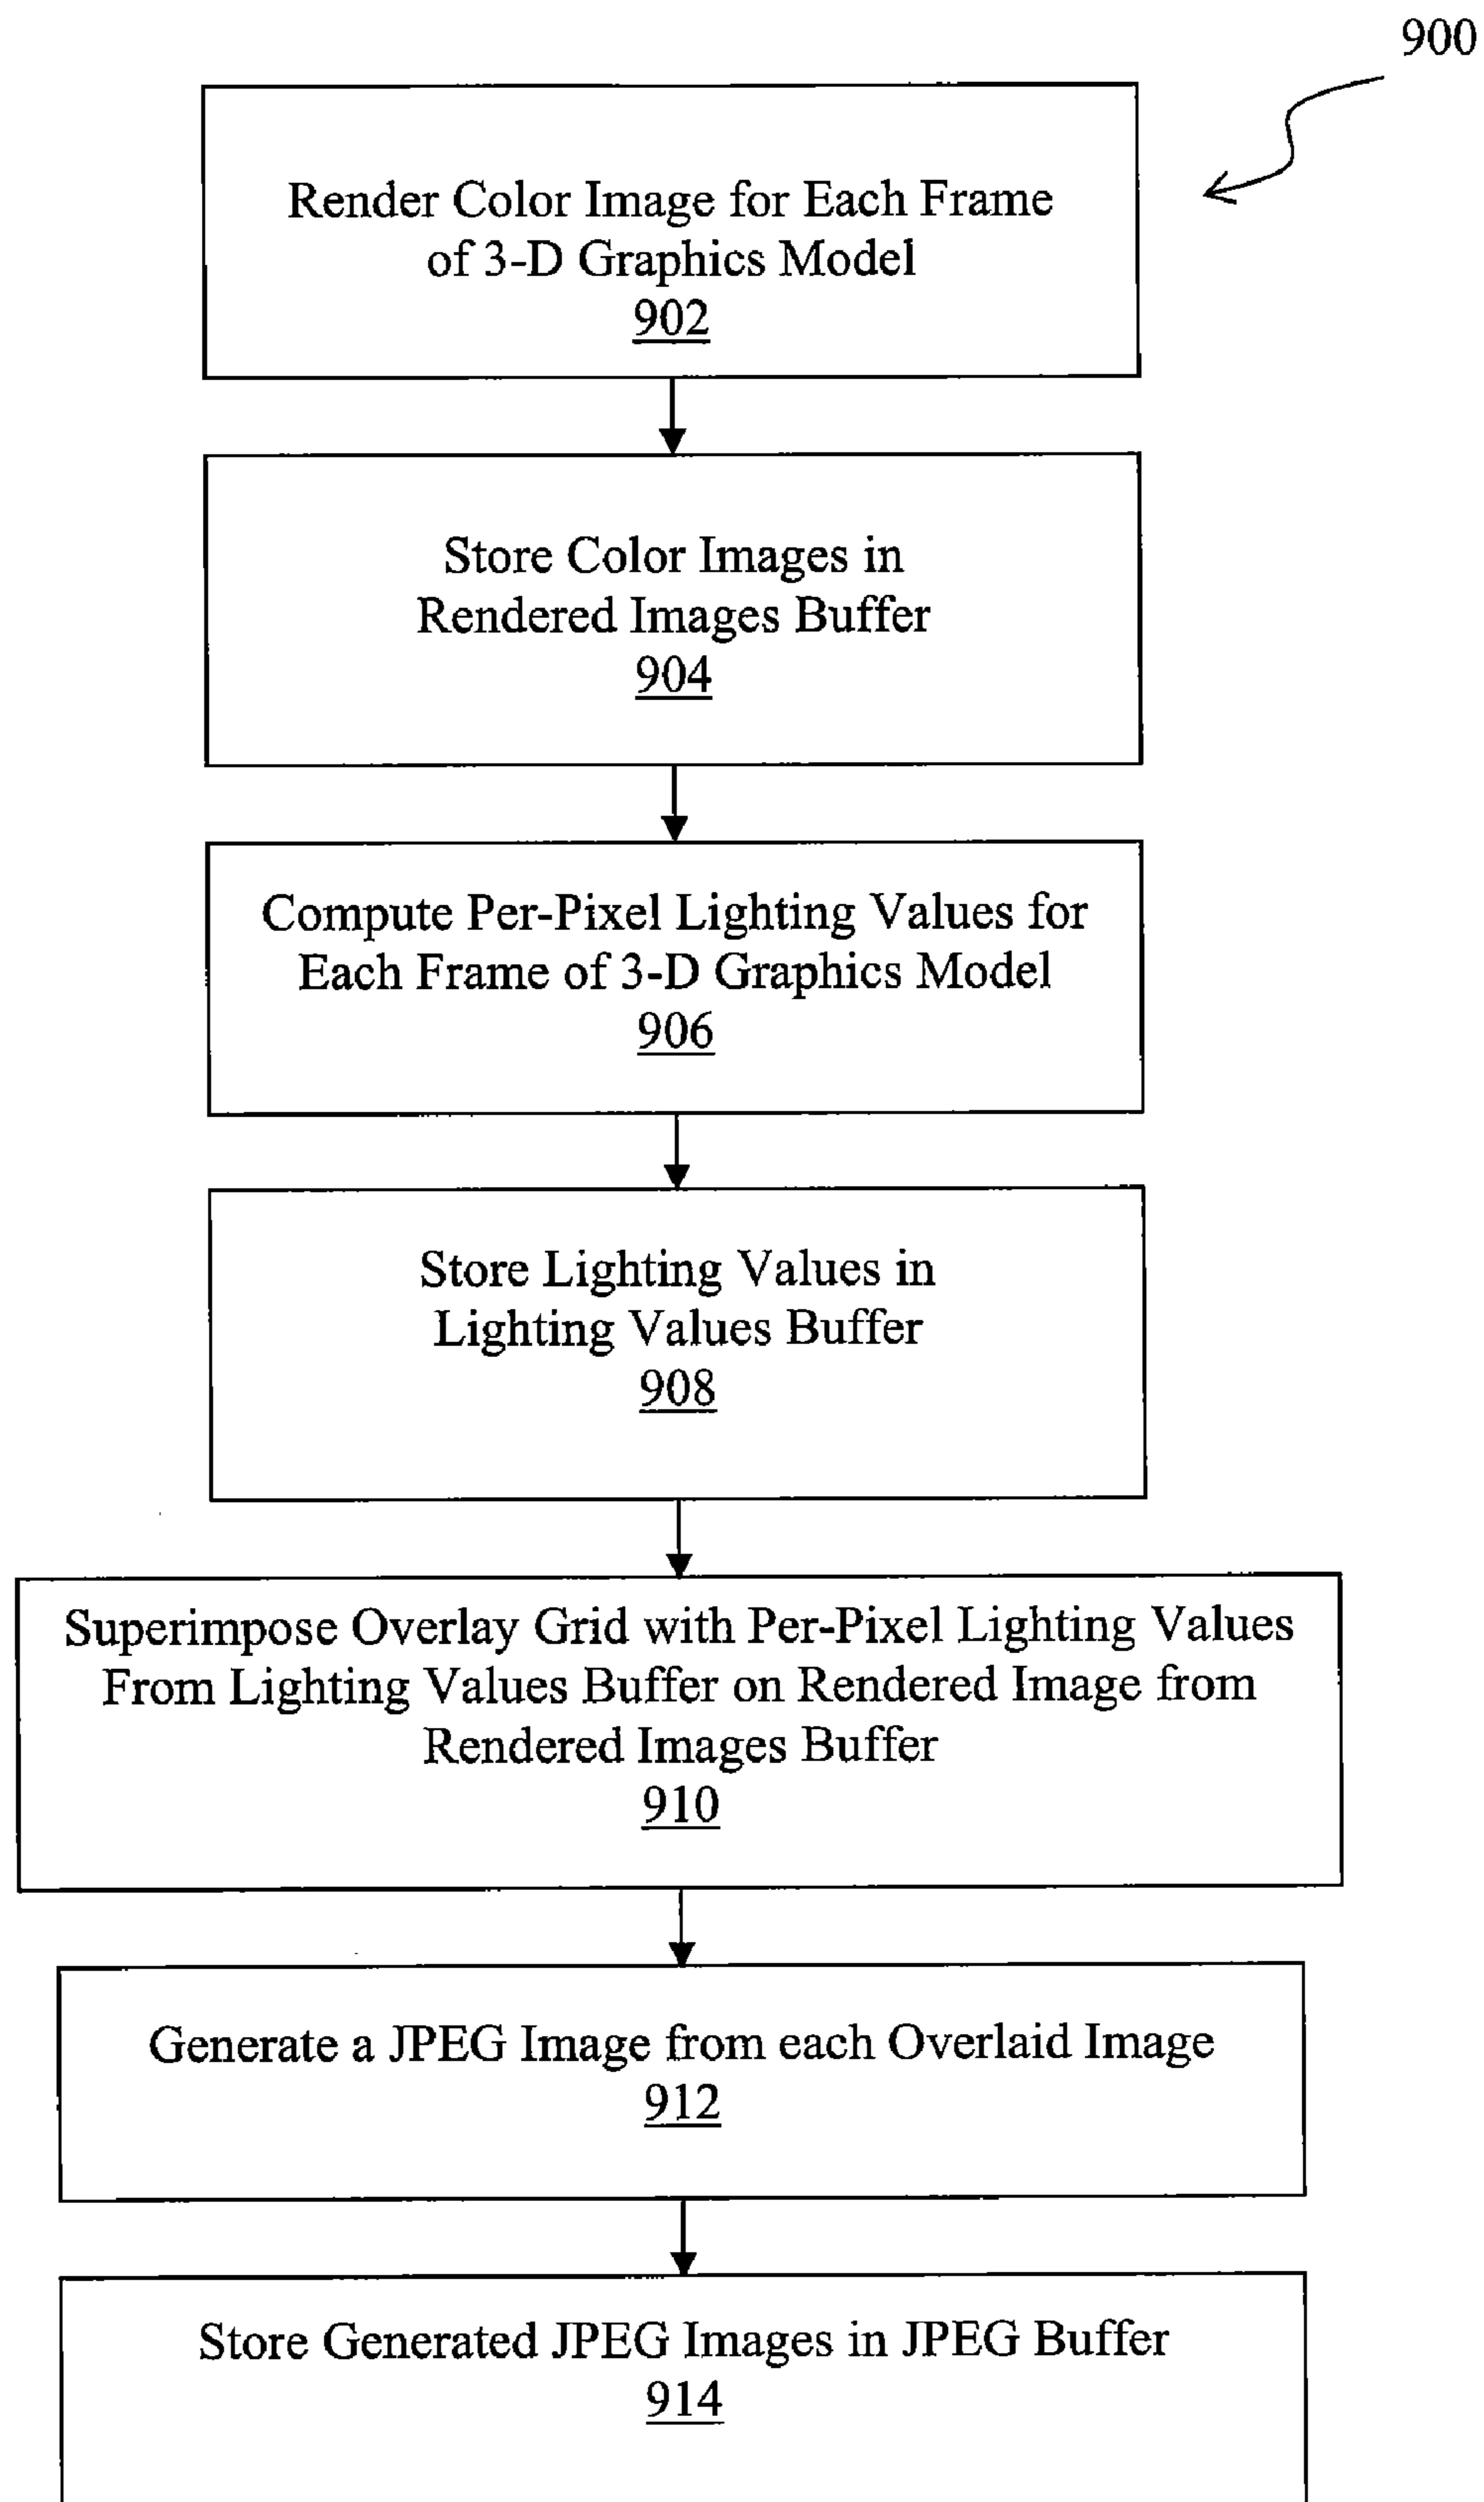 900
Render Color Image for Each Frame
of 3-D Graphics Model
902
Store Color Images in
Rendered Images Buffer
904
Compute Per-Pixel Lighting Values for
Each Frame of 3-D Graphics Model
906
Store Lighting Values in
Lighting Values Buffer
908
Superimpose Overlay Grid with Per-Pixel Lighting Values
From Lighting Values Buffer on Rendered Image from
Rendered Images Buffer
910
Generate a JPEG Image from each Overlaid Image
912
Store Generated JPEG Images in JPEG Buffer
914